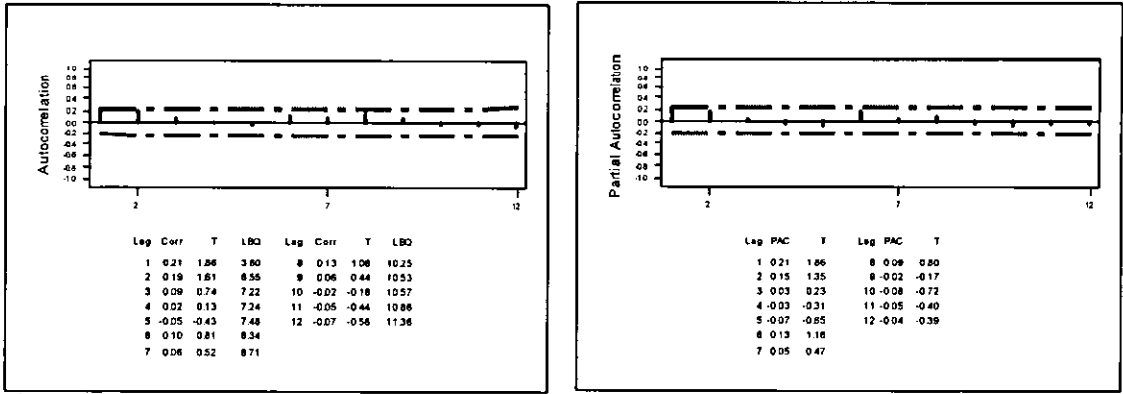 Autocorrelation
1.0
0.8
0.6
0.4
0.2
0.0
-0.2
-0.4
-0.6
-0.8
-1.0
2 7 12
Lag Corr T LBQ Lag Corr T LBQ
1 0.21 1.86 3.60 8 0.13 1.06 10.25
2 0.19 1.61 6.55 9 0.06 0.44 10.53
3 0.09 0.74 7.22 10 -0.02 -0.18 10.57
4 0.02 0.13 7.24 11 -0.05 -0.44 10.86
5 -0.05 -0.43 7.48 12 -0.07 -0.56 11.36
6 0.10 0.81 8.34
7 0.06 0.52 8.71
Partial Autocorrelation
1.0
0.8
0.6
0.4
0.2
0.0
-0.2
-0.4
-0.6
-0.8
-1.0
2 7 12
Lag PAC T Lag PAC T
1 0.21 1.86 8 0.09 0.80
2 0.15 1.35 9 -0.02 -0.17
3 0.03 0.23 10 -0.08 -0.72
4 -0.03 -0.31 11 -0.05 -0.40
5 -0.07 -0.65 12 -0.04 -0.39
6 0.13 1.16
7 0.05 0.47